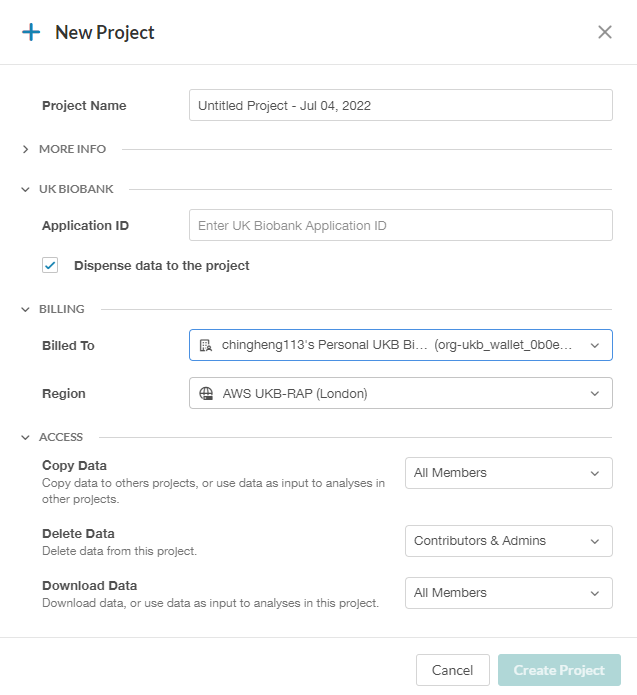 New Project
Project Name
Untitled Project - Jul 04, 2022
MORE INFO
UK BIOBANK
Application ID
Enter UK Biobank Application ID
Dispense data to the project
BILLING
Billed To
chingheng113's Personal UKB Bi... (org-ukb_wallet_0b0e...
Region
AWS UKB-RAP (London)
ACCESS
Copy Data
Copy data to others projects, or use data as input to analyses in
other projects.
All Members
Delete Data
Delete data from this project.
Contributors & Admins
Download Data
Download data, or use data as input to analyses in this project.
All Members
Cancel
Create Project